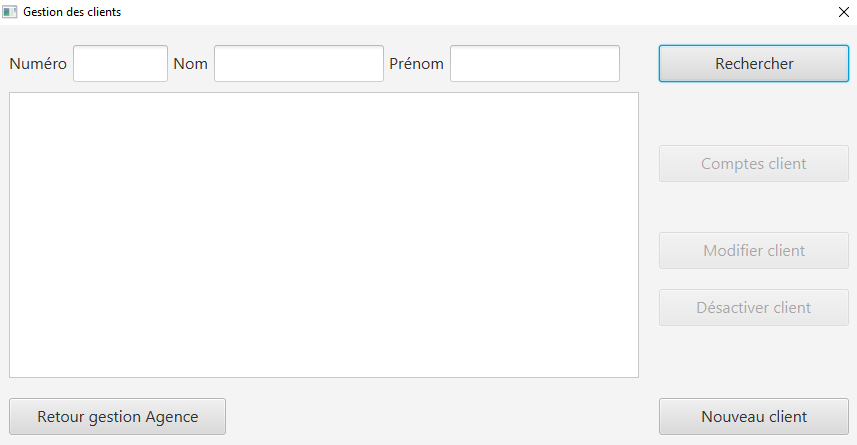 Gestion des clients
Numéro Nom Prénom Rechercher
Comptes client
Modifier client
Désactiver client
Retour gestion Agence Nouveau client